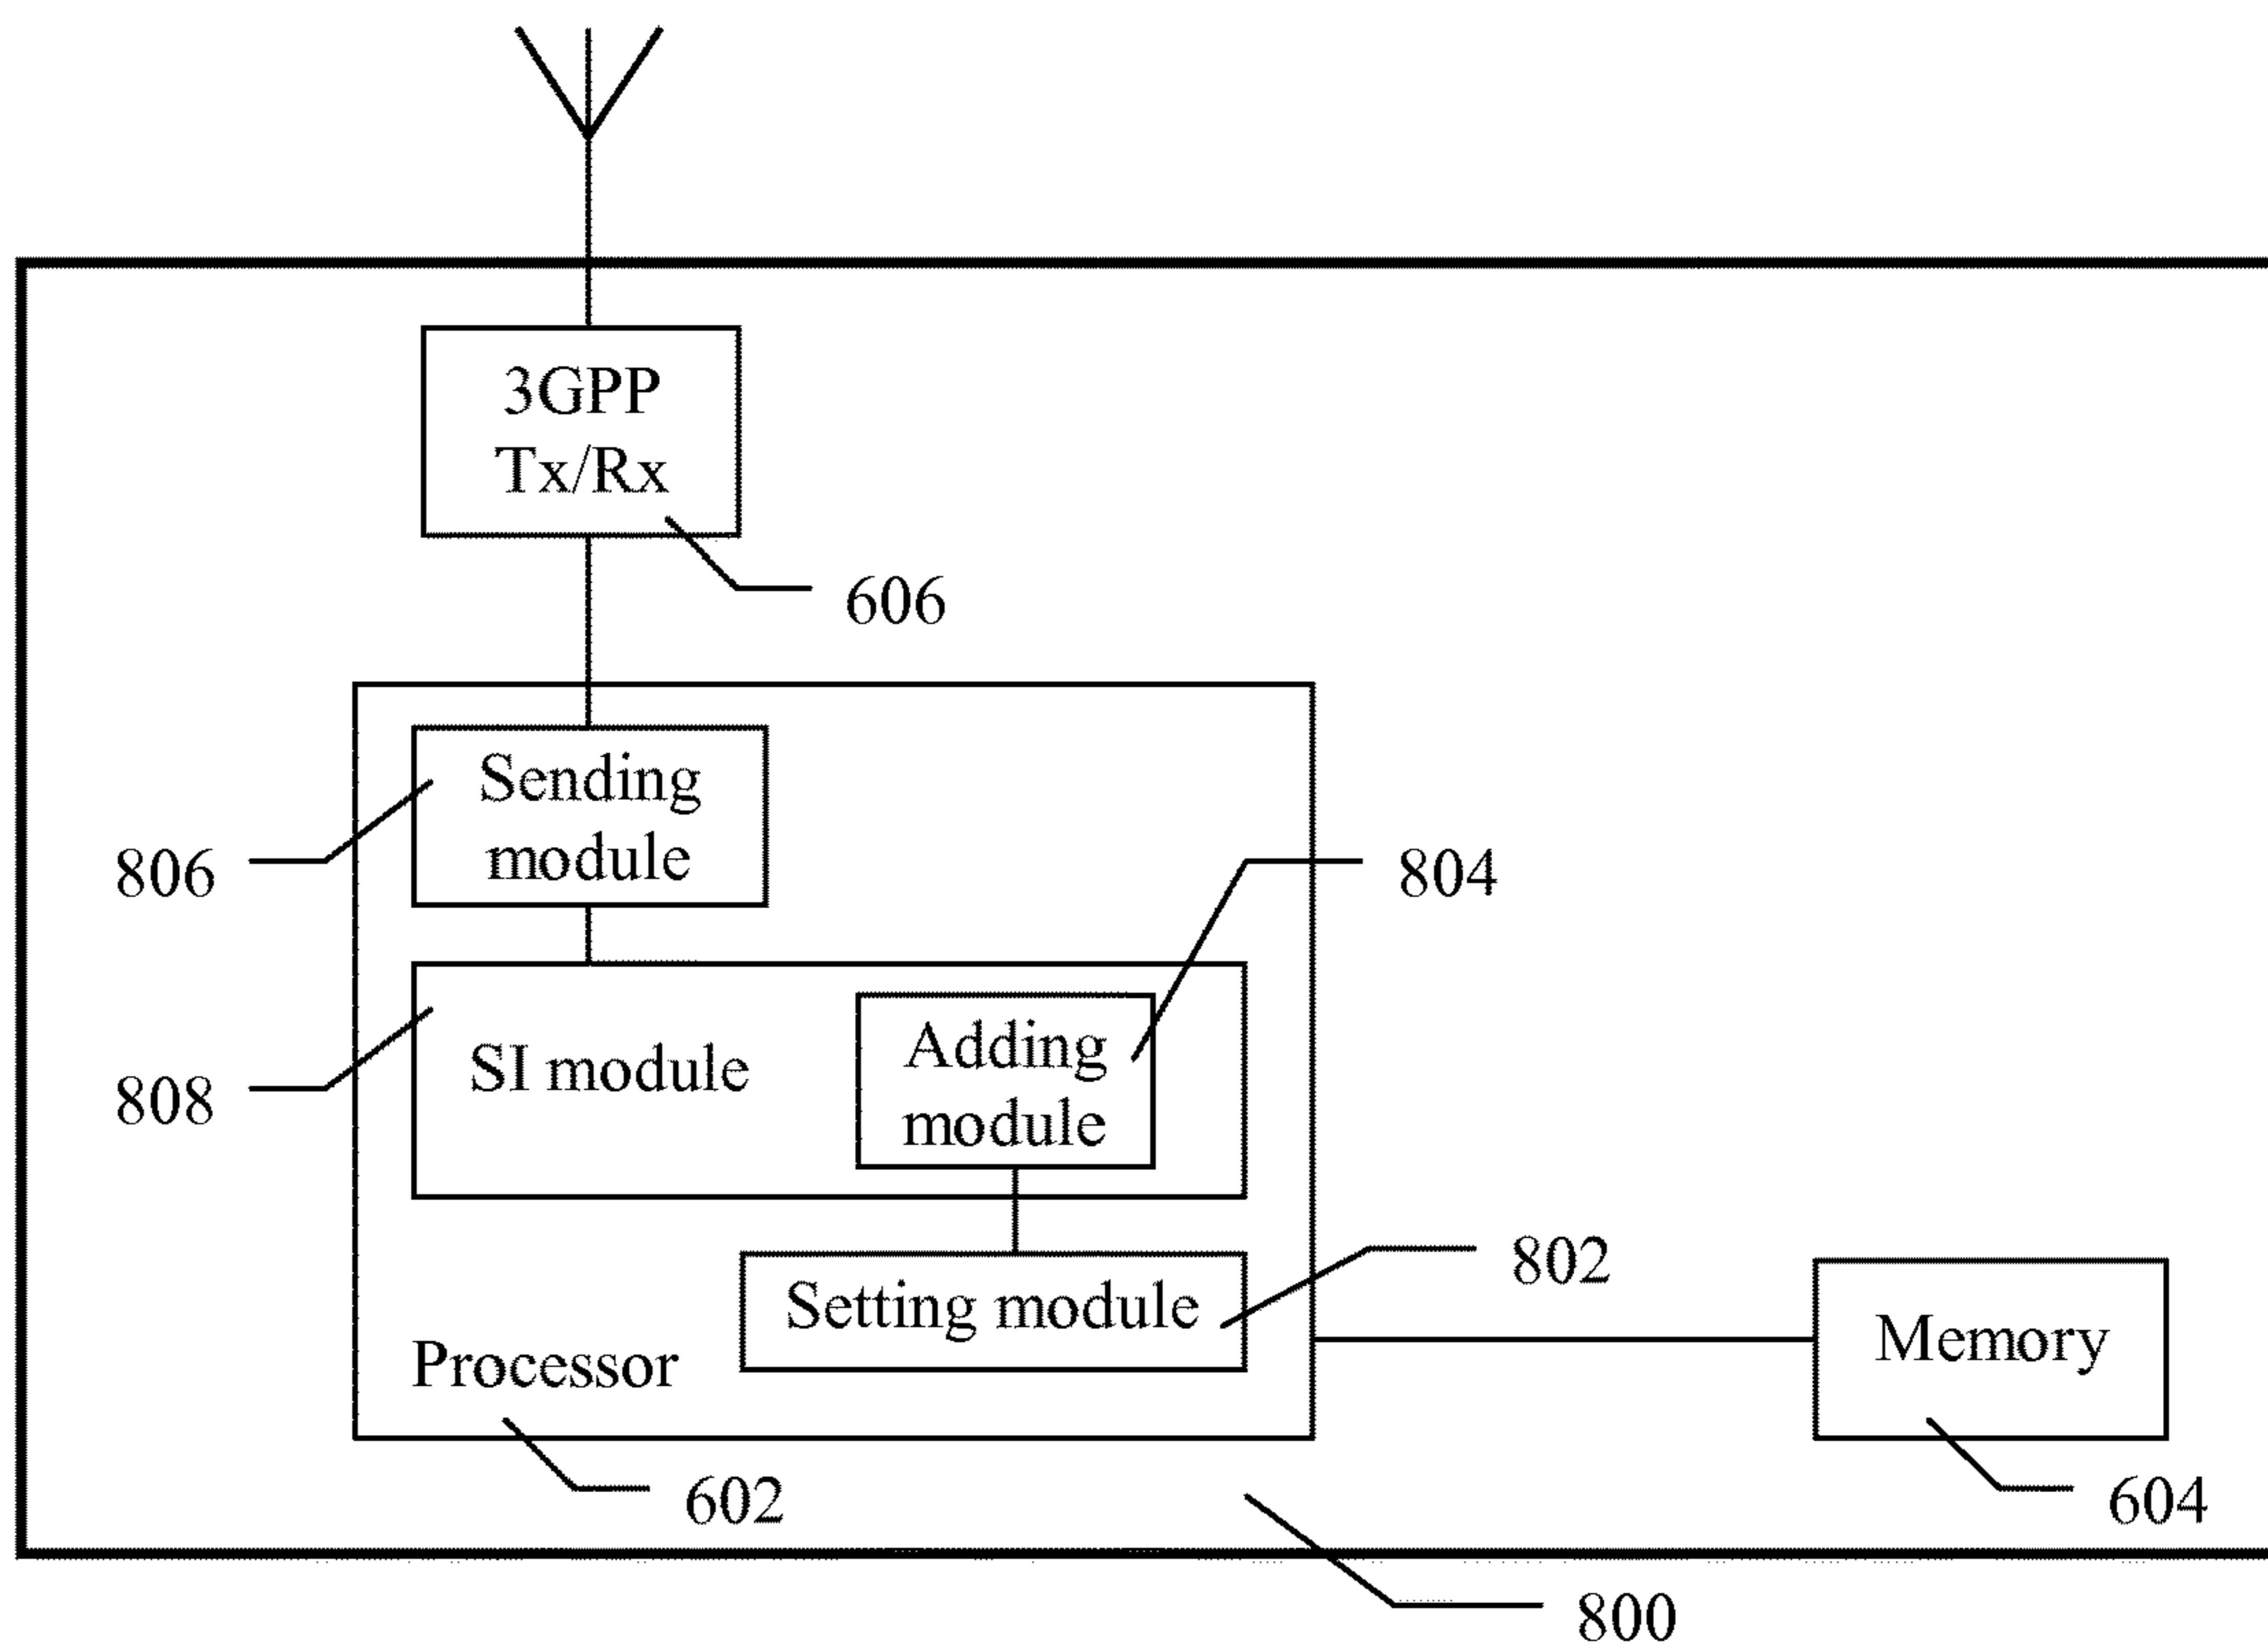 3GPP
Tx/Rx
606
Sending
module
806
804
SI module
Adding
module
808
Setting module
802
Processor
Memory
602
604
800